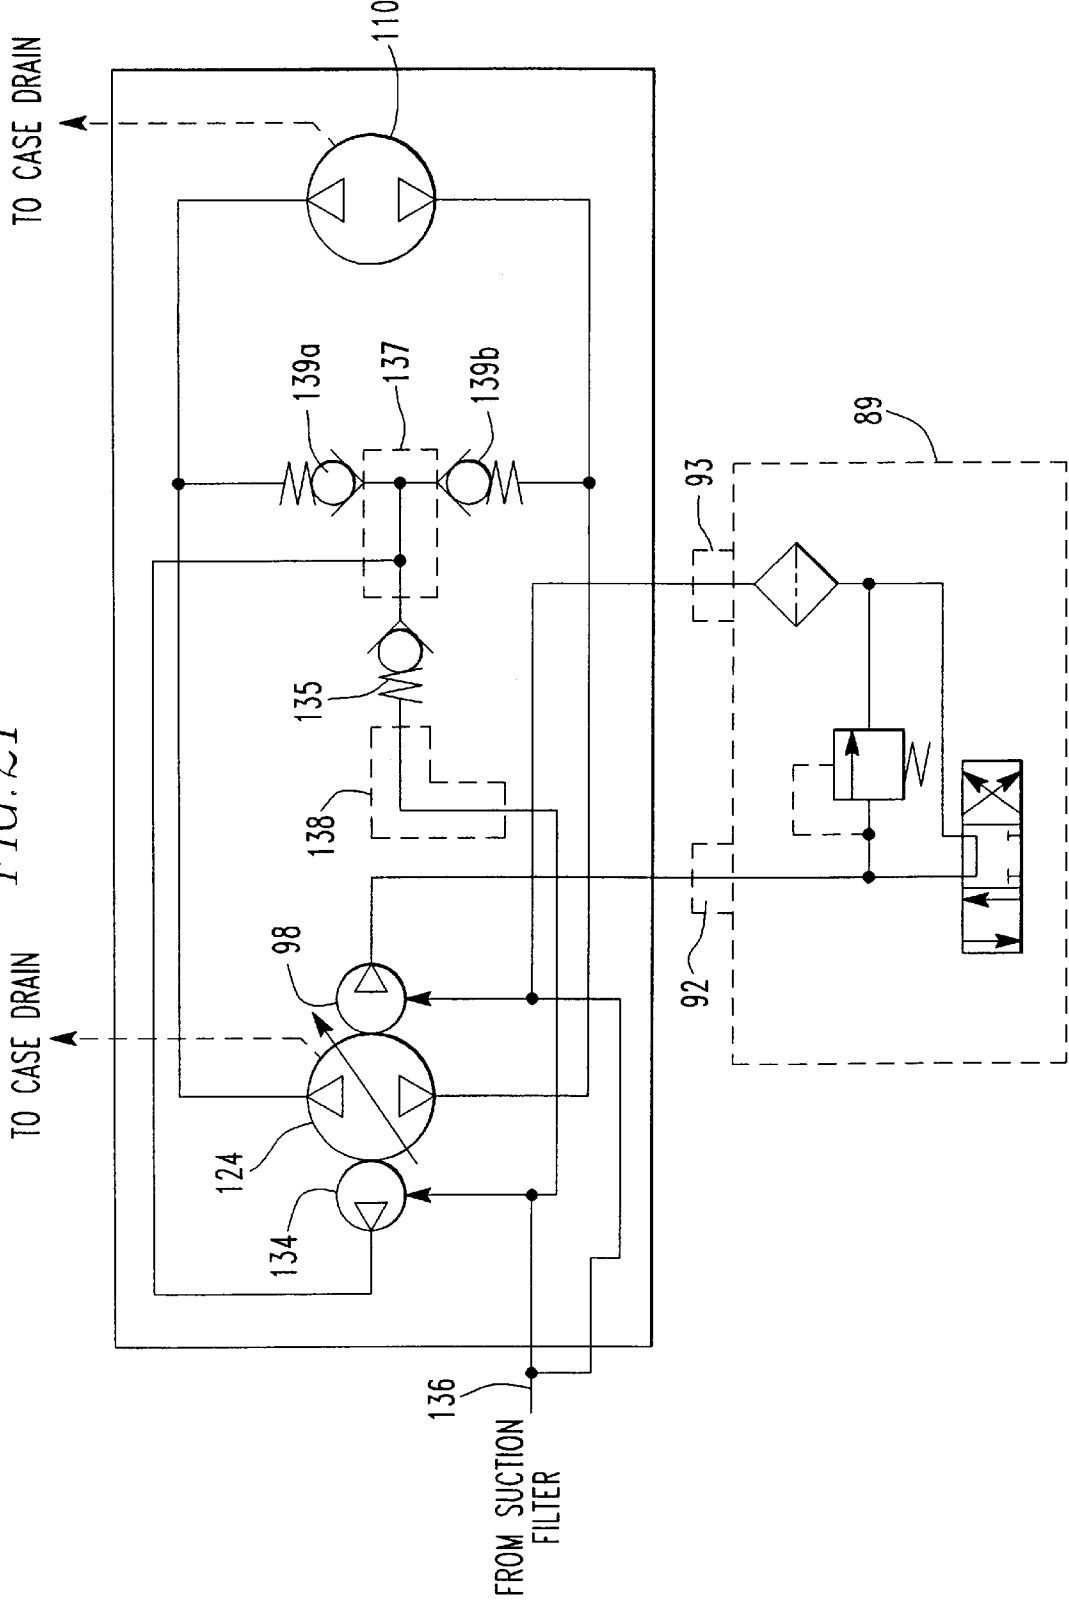 FIG. 21
TO CASE DRAIN
TO CASE DRAIN
110
139a
137
139b
135
138
98
124
134
136
FROM SUCTION
FILTER
92
93
89